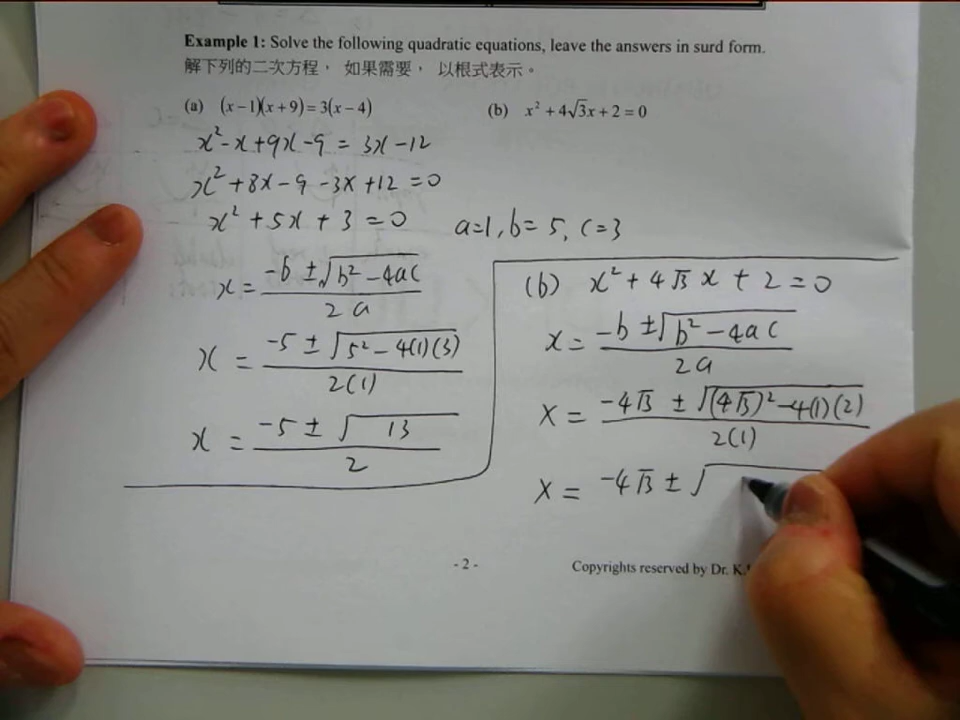 Example 1: Solve the following quadratic equations, leave the answers in surd form.
解下列的二次方程， 如果需要， 以根式表示。
(a) (x−1)(x+9)=3(x−4)
(b) x²+4√3x+2=0
x²-x+9x-9 = 3x-12
x²+8x-9-3x+12=0
x²+5x+3=0
a=1, b=5, c=3
x = (-b ± √(b²-4ac))/(2a)
x = (-5 ± √(5²-4(1)(3)))/(2(1))
x = (-5 ± √13)/2
(b) x²+4√3x+2=0
x = (-b ± √(b²-4ac))/(2a)
x = (-4√3 ± √((4√3)²-4(1)(2)))/(2(1))
x = -4√3 ± √
- 2 -
Copyrights reserved by Dr. K.